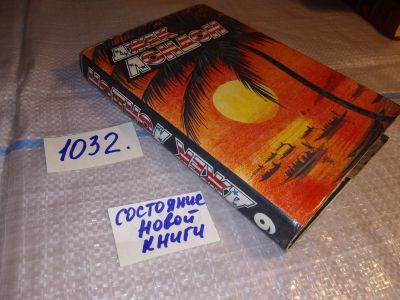 ДЖЕК
ЛОНДОН
ДЖЕК ЛОНДОН
9
1032.
СОСТОЯНИЕ
НОВОЙ
КНИГИ